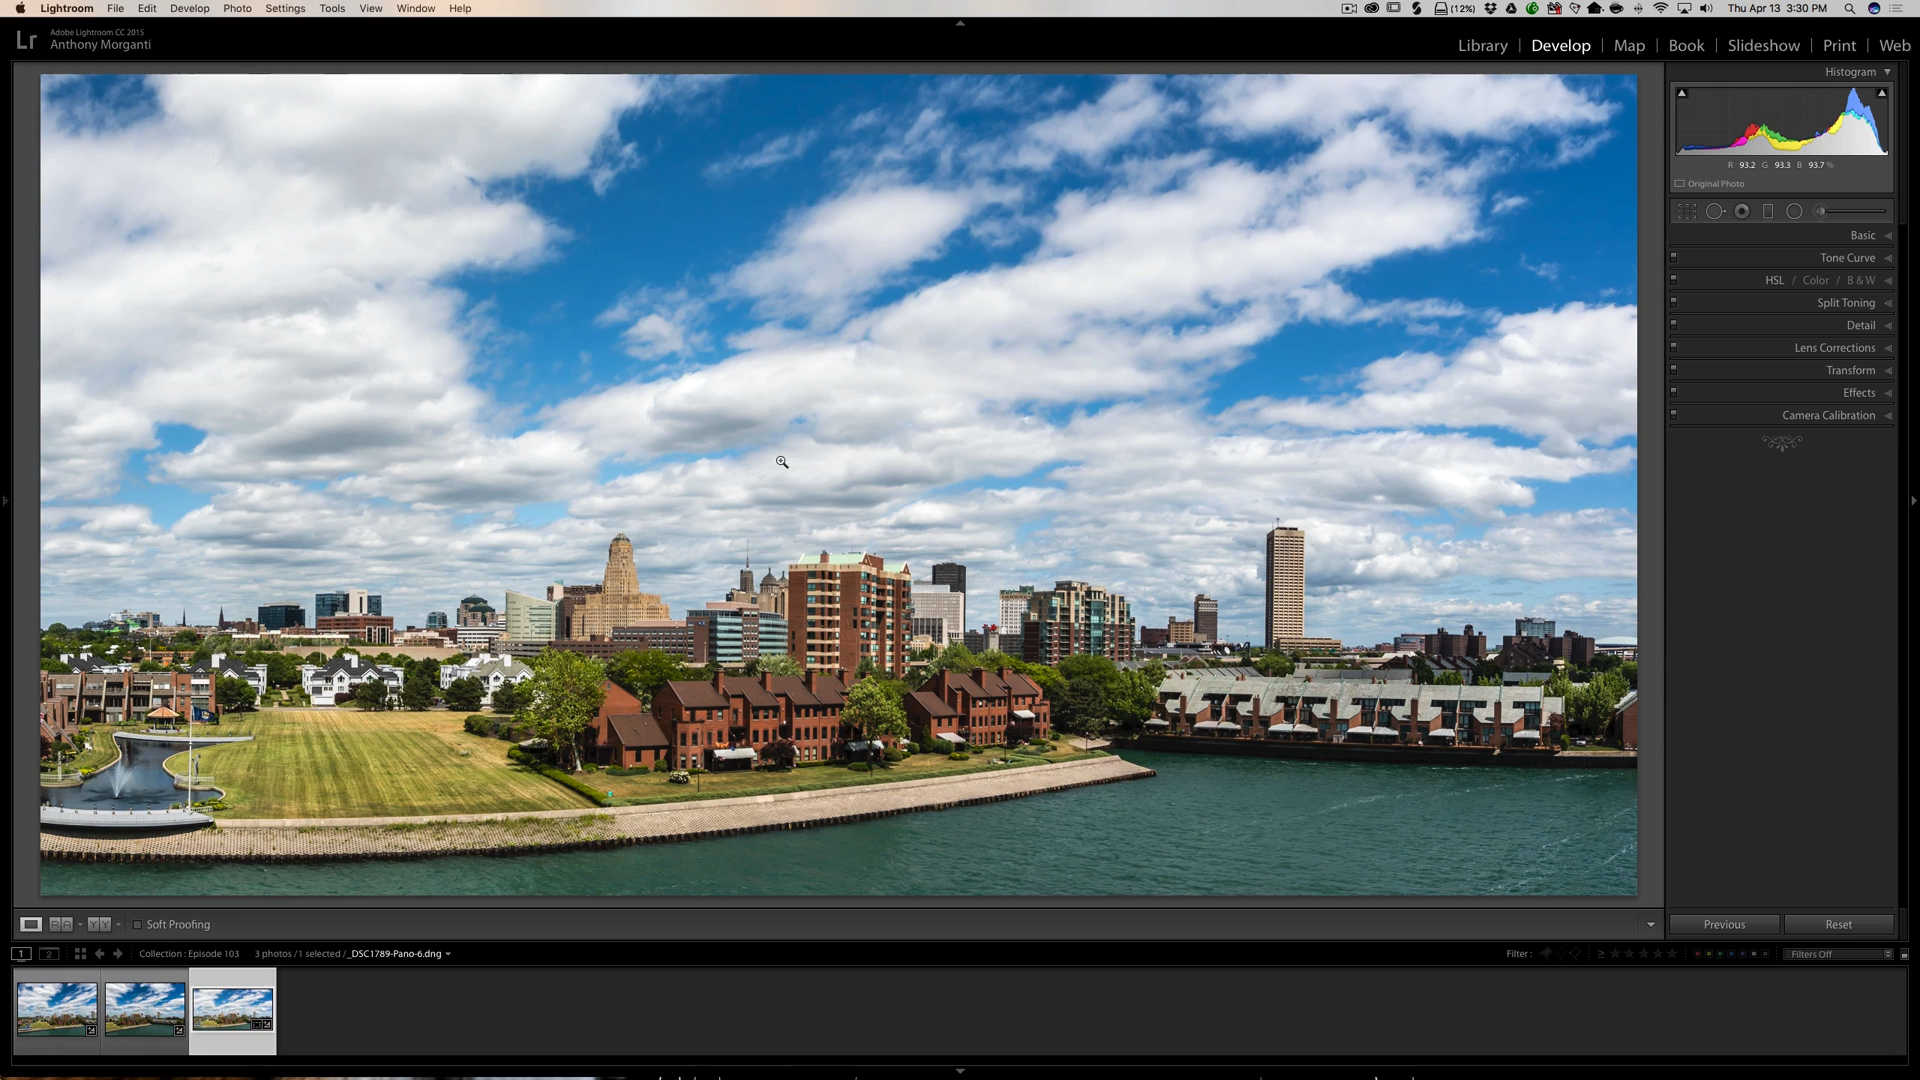 Lightroom File Edit Develop Photo Settings Tools View Window Help (12%) Thu Apr 13 3:30 PM
Lr
Adobe Lightroom CC 2015
Anthony Morganti
Library | Develop | Map | Book | Slideshow | Print | Web
Histogram
R 93.2 G 93.3 B 93.7 %
Original Photo
Basic
Tone Curve
HSL / Color / B & W
Split Toning
Detail
Lens Corrections
Transform
Effects
Camera Calibration
R A Y Y Soft Proofing
Previous Reset
1 2 Collection : Episode 103 3 photos / 1 selected / _DSC1789-Pano-6.dng Filter : Filters Off